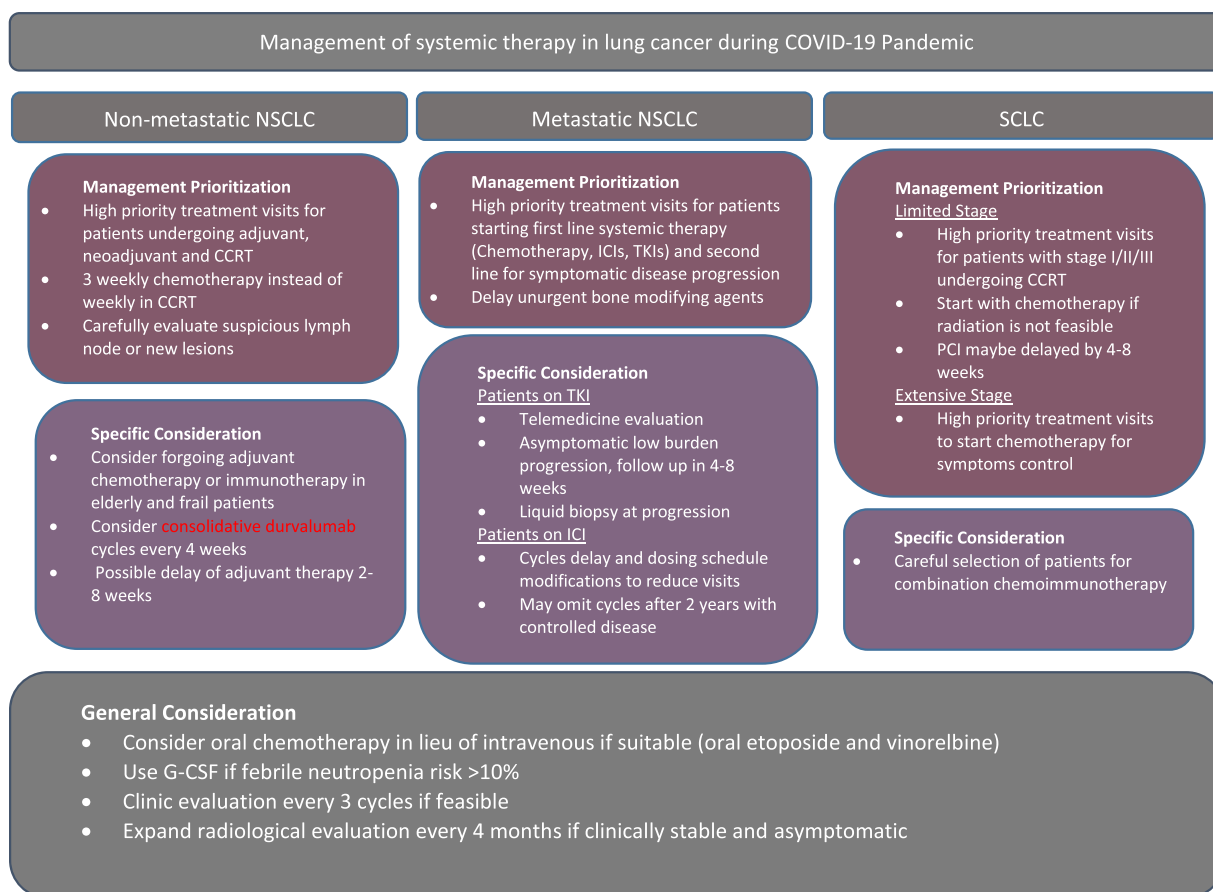 Management of systemic therapy in lung cancer during COVID-19 Pandemic
Non-metastatic NSCLC
Management Prioritization
• High priority treatment visits for
patients undergoing adjuvant,
neoadjuvant and CCRT
• 3 weekly chemotherapy instead of
weekly in CCRT
• Carefully evaluate suspicious lymph
node or new lesions
Specific Consideration
• Consider forgoing adjuvant
chemotherapy or immunotherapy in
elderly and frail patients
• Consider consolidative durvalumab
cycles every 4 weeks
• Possible delay of adjuvant therapy 2-
8 weeks
Metastatic NSCLC
Management Prioritization
• High priority treatment visits for patients
starting first line systemic therapy
(Chemotherapy, ICIs, TKIs) and second
line for symptomatic disease progression
• Delay unurgent bone modifying agents
Specific Consideration
Patients on TKI
• Telemedicine evaluation
• Asymptomatic low burden
progression, follow up in 4-8
weeks
• Liquid biopsy at progression
Patients on ICI
• Cycles delay and dosing schedule
modifications to reduce visits
• May omit cycles after 2 years with
controlled disease
SCLC
Management Prioritization
Limited Stage
• High priority treatment visits
for patients with stage I/II/III
undergoing CCRT
• Start with chemotherapy if
radiation is not feasible
• PCI maybe delayed by 4-8
weeks
Extensive Stage
• High priority treatment visits
to start chemotherapy for
symptoms control
Specific Consideration
• Careful selection of patients for
combination chemoimmunotherapy
General Consideration
• Consider oral chemotherapy in lieu of intravenous if suitable (oral etoposide and vinorelbine)
• Use G-CSF if febrile neutropenia risk >10%
• Clinic evaluation every 3 cycles if feasible
• Expand radiological evaluation every 4 months if clinically stable and asymptomatic